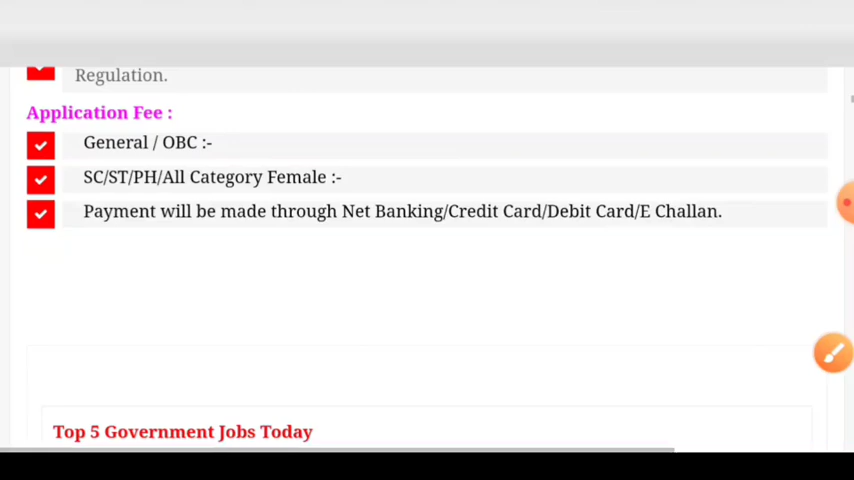 Regulation.
Application Fee :
General / OBC :-
SC/ST/PH/All Category Female :-
Payment will be made through Net Banking/Credit Card/Debit Card/E Challan.
Top 5 Government Jobs Today